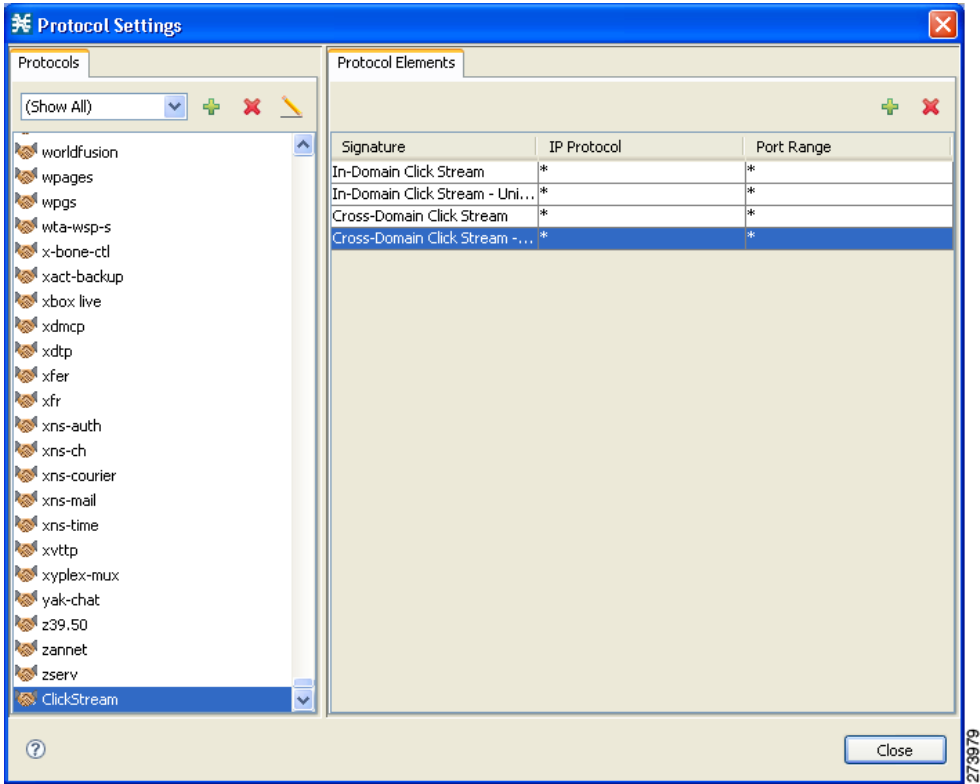 Protocol Settings
Protocols
(Show All)
worldfusion
wpages
wpgs
wta-wsp-s
x-bone-ctl
xact-backup
xbox live
xdmcp
xdtp
xfer
xfr
xns-auth
xns-ch
xns-courier
xns-mail
xns-time
xvttp
xyplex-mux
yak-chat
z39.50
zannet
zserv
ClickStream
Protocol Elements
Signature IP Protocol Port Range
In-Domain Click Stream * *
In-Domain Click Stream - Uni... * *
Cross-Domain Click Stream * *
Cross-Domain Click Stream -... * *
?
Close
273979